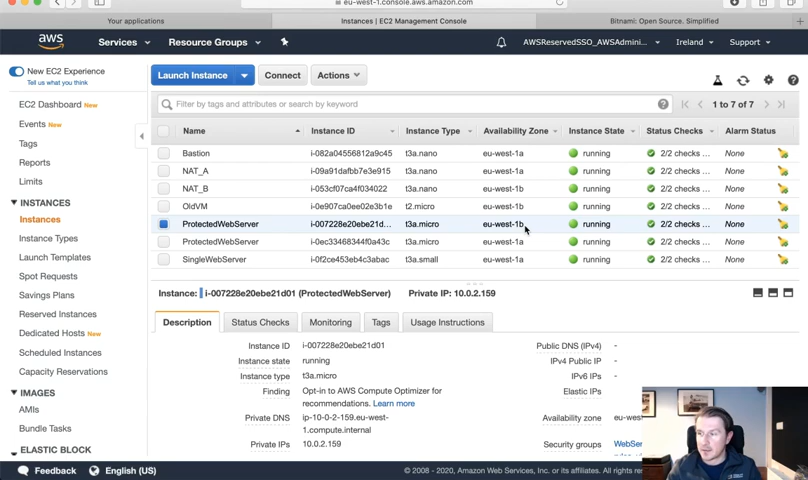 eu-west-1.console.aws.amazon.com
Your applications
Instances | EC2 Management Console
Bitnami: Open Source. Simplified
aws
Services
Resource Groups
AWSReservedSSO_AWSAdmini...
Ireland
Support
New EC2 Experience
Tell us what you think
EC2 Dashboard New
Events New
Tags
Reports
Limits
INSTANCES
Instances
Instance Types
Launch Templates
Spot Requests
Savings Plans
Reserved Instances
Dedicated Hosts New
Scheduled Instances
Capacity Reservations
IMAGES
AMIs
Bundle Tasks
ELASTIC BLOCK
Launch Instance
Connect
Actions
Filter by tags and attributes or search by keyword
1 to 7 of 7
Name Instance ID Instance Type Availability Zone Instance State Status Checks Alarm Status
Bastion i-082a04556812a9c45 t3a.nano eu-west-1a running 2/2 checks ... None
NAT_A i-09a91dafbb7e3e915 t3a.nano eu-west-1a running 2/2 checks ... None
NAT_B i-053cf07ca4f034022 t3a.nano eu-west-1b running 2/2 checks ... None
OldVM i-0e907ca0ee02e3b1e t2.micro eu-west-1b running 2/2 checks ... None
ProtectedWebServer i-007228e20ebe21d... t3a.micro eu-west-1b running 2/2 checks ... None
ProtectedWebServer i-0ec33468344f0a43c t3a.micro eu-west-1a running 2/2 checks ... None
SingleWebServer i-0f2ce453eb4c3abac t3a.small eu-west-1a running 2/2 checks ... None
Instance: i-007228e20ebe21d01 (ProtectedWebServer) Private IP: 10.0.2.159
Description
Status Checks
Monitoring
Tags
Usage Instructions
Instance ID i-007228e20ebe21d01
Instance state running
Instance type t3a.micro
Finding Opt-in to AWS Compute Optimizer for
recommendations. Learn more
Private DNS ip-10-0-2-159.eu-west-
1.compute.internal
Private IPs 10.0.2.159
Public DNS (IPv4) -
IPv4 Public IP -
IPv6 IPs -
Elastic IPs
Availability zone eu-west-
Security groups WebSer
Feedback
English (US)
© 2008 - 2020, Amazon Web Services, Inc. or its affiliates. All rights re